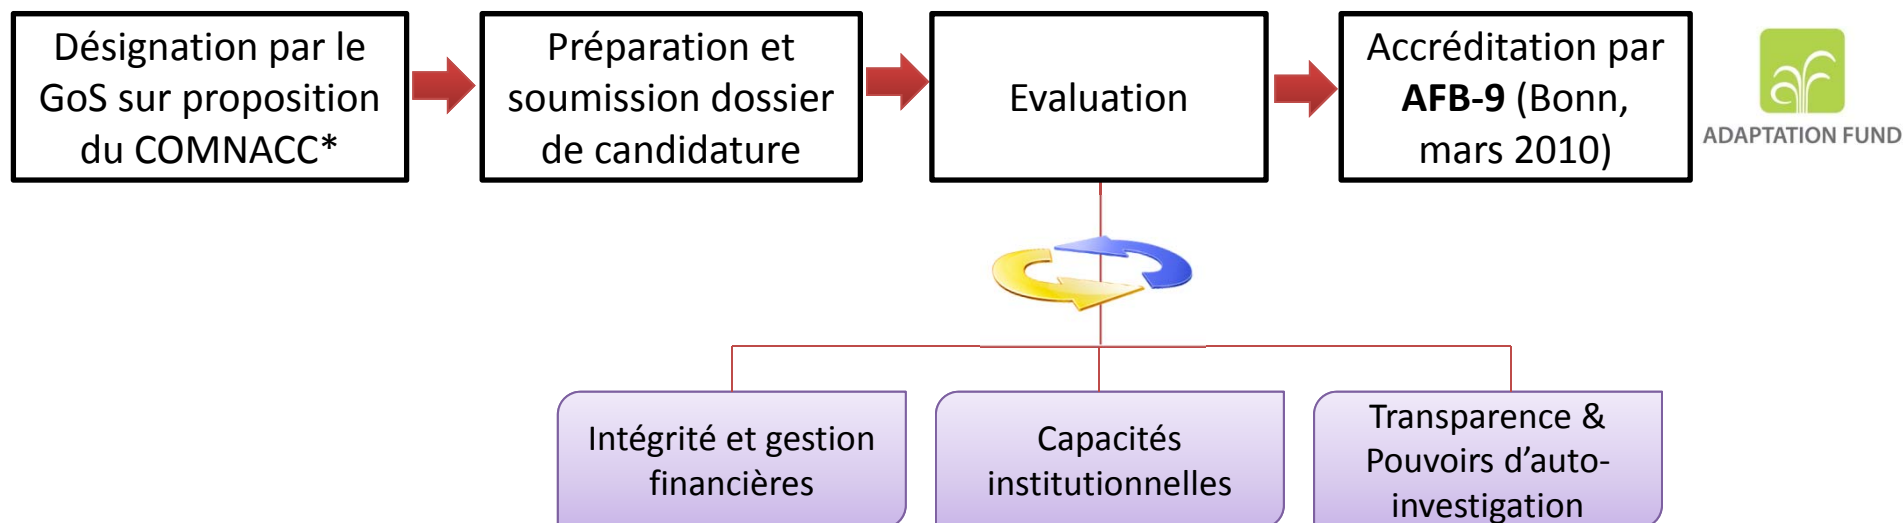 Désignation par le
GoS sur proposition
du COMNACC*
Préparation et
soumission dossier
de candidature
Evaluation
Accréditation par
AFB-9 (Bonn,
mars 2010)
ADAPTATION FUND
Intégrité et gestion
financières
Capacités
institutionnelles
Transparence &
Pouvoirs d’auto-
investigation